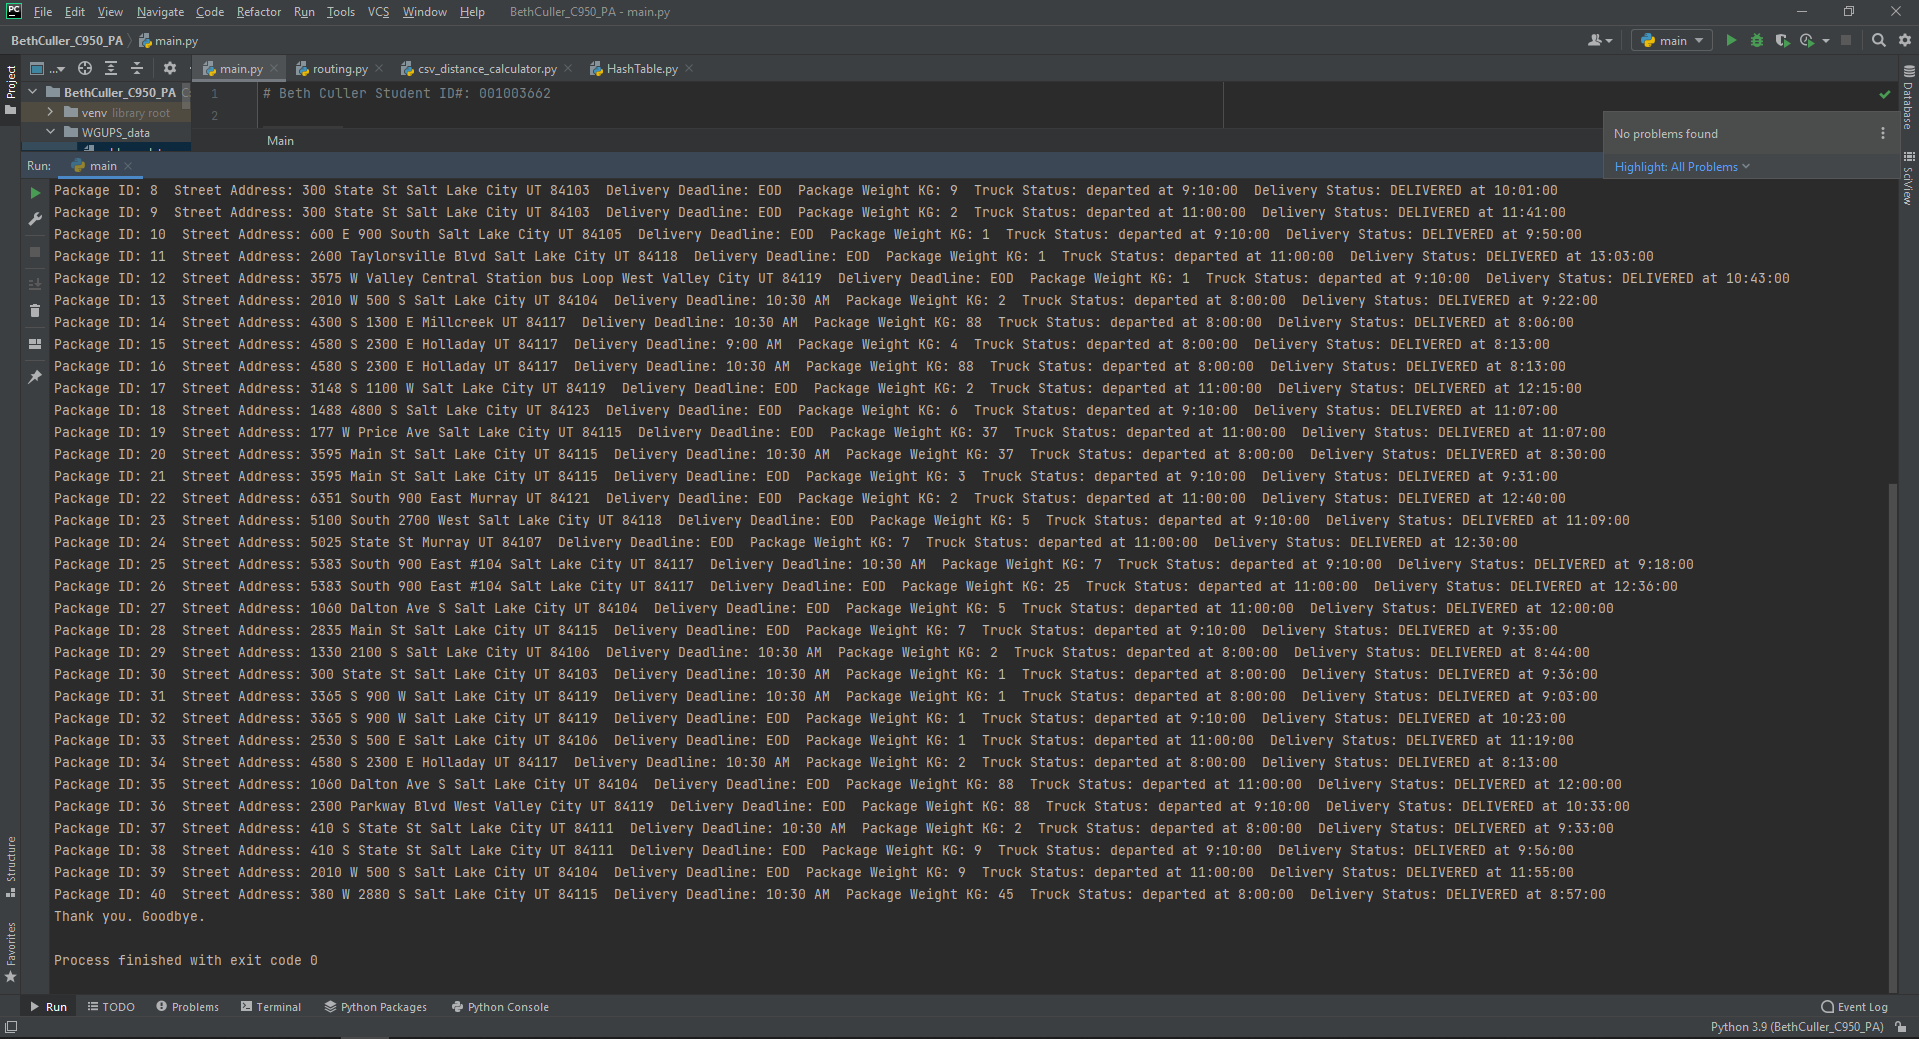 PC File Edit View Navigate Code Refactor Run Tools VCS Window Help BethCuller_C950_PA - main.py
BethCuller_C950_PA main.py main
... main.py routing.py csv_distance_calculator.py HashTable.py
Project
BethCuller_C950_PA
venv library root
WGUPS_data
1 # Beth Culler Student ID#: 001003662
2
Main
No problems found
Highlight: All Problems
Database
SciView
Run: main
Package ID: 8 Street Address: 300 State St Salt Lake City UT 84103 Delivery Deadline: EOD Package Weight KG: 9 Truck Status: departed at 9:10:00 Delivery Status: DELIVERED at 10:01:00
Package ID: 9 Street Address: 300 State St Salt Lake City UT 84103 Delivery Deadline: EOD Package Weight KG: 2 Truck Status: departed at 11:00:00 Delivery Status: DELIVERED at 11:41:00
Package ID: 10 Street Address: 600 E 900 South Salt Lake City UT 84105 Delivery Deadline: EOD Package Weight KG: 1 Truck Status: departed at 9:10:00 Delivery Status: DELIVERED at 9:50:00
Package ID: 11 Street Address: 2600 Taylorsville Blvd Salt Lake City UT 84118 Delivery Deadline: EOD Package Weight KG: 1 Truck Status: departed at 11:00:00 Delivery Status: DELIVERED at 13:03:00
Package ID: 12 Street Address: 3575 W Valley Central Station bus Loop West Valley City UT 84119 Delivery Deadline: EOD Package Weight KG: 1 Truck Status: departed at 9:10:00 Delivery Status: DELIVERED at 10:43:00
Package ID: 13 Street Address: 2010 W 500 S Salt Lake City UT 84104 Delivery Deadline: 10:30 AM Package Weight KG: 2 Truck Status: departed at 8:00:00 Delivery Status: DELIVERED at 9:22:00
Package ID: 14 Street Address: 4300 S 1300 E Millcreek UT 84117 Delivery Deadline: 10:30 AM Package Weight KG: 88 Truck Status: departed at 8:00:00 Delivery Status: DELIVERED at 8:06:00
Package ID: 15 Street Address: 4580 S 2300 E Holladay UT 84117 Delivery Deadline: 9:00 AM Package Weight KG: 4 Truck Status: departed at 8:00:00 Delivery Status: DELIVERED at 8:13:00
Package ID: 16 Street Address: 4580 S 2300 E Holladay UT 84117 Delivery Deadline: 10:30 AM Package Weight KG: 88 Truck Status: departed at 8:00:00 Delivery Status: DELIVERED at 8:13:00
Package ID: 17 Street Address: 3148 S 1100 W Salt Lake City UT 84119 Delivery Deadline: EOD Package Weight KG: 2 Truck Status: departed at 11:00:00 Delivery Status: DELIVERED at 12:15:00
Package ID: 18 Street Address: 1488 4800 S Salt Lake City UT 84123 Delivery Deadline: EOD Package Weight KG: 6 Truck Status: departed at 9:10:00 Delivery Status: DELIVERED at 11:07:00
Package ID: 19 Street Address: 177 W Price Ave Salt Lake City UT 84115 Delivery Deadline: EOD Package Weight KG: 37 Truck Status: departed at 11:00:00 Delivery Status: DELIVERED at 11:07:00
Package ID: 20 Street Address: 3595 Main St Salt Lake City UT 84115 Delivery Deadline: 10:30 AM Package Weight KG: 37 Truck Status: departed at 8:00:00 Delivery Status: DELIVERED at 8:30:00
Package ID: 21 Street Address: 3595 Main St Salt Lake City UT 84115 Delivery Deadline: EOD Package Weight KG: 3 Truck Status: departed at 9:10:00 Delivery Status: DELIVERED at 9:31:00
Package ID: 22 Street Address: 6351 South 900 East Murray UT 84121 Delivery Deadline: EOD Package Weight KG: 2 Truck Status: departed at 11:00:00 Delivery Status: DELIVERED at 12:40:00
Package ID: 23 Street Address: 5100 South 2700 West Salt Lake City UT 84118 Delivery Deadline: EOD Package Weight KG: 5 Truck Status: departed at 9:10:00 Delivery Status: DELIVERED at 11:09:00
Package ID: 24 Street Address: 5025 State St Murray UT 84107 Delivery Deadline: EOD Package Weight KG: 7 Truck Status: departed at 11:00:00 Delivery Status: DELIVERED at 12:30:00
Package ID: 25 Street Address: 5383 South 900 East #104 Salt Lake City UT 84117 Delivery Deadline: 10:30 AM Package Weight KG: 7 Truck Status: departed at 9:10:00 Delivery Status: DELIVERED at 9:18:00
Package ID: 26 Street Address: 5383 South 900 East #104 Salt Lake City UT 84117 Delivery Deadline: EOD Package Weight KG: 25 Truck Status: departed at 11:00:00 Delivery Status: DELIVERED at 12:36:00
Package ID: 27 Street Address: 1060 Dalton Ave S Salt Lake City UT 84104 Delivery Deadline: EOD Package Weight KG: 5 Truck Status: departed at 11:00:00 Delivery Status: DELIVERED at 12:00:00
Package ID: 28 Street Address: 2835 Main St Salt Lake City UT 84115 Delivery Deadline: EOD Package Weight KG: 7 Truck Status: departed at 9:10:00 Delivery Status: DELIVERED at 9:35:00
Package ID: 29 Street Address: 1330 2100 S Salt Lake City UT 84106 Delivery Deadline: 10:30 AM Package Weight KG: 2 Truck Status: departed at 8:00:00 Delivery Status: DELIVERED at 8:44:00
Package ID: 30 Street Address: 300 State St Salt Lake City UT 84103 Delivery Deadline: 10:30 AM Package Weight KG: 1 Truck Status: departed at 8:00:00 Delivery Status: DELIVERED at 9:36:00
Package ID: 31 Street Address: 3365 S 900 W Salt Lake City UT 84119 Delivery Deadline: 10:30 AM Package Weight KG: 1 Truck Status: departed at 8:00:00 Delivery Status: DELIVERED at 9:03:00
Package ID: 32 Street Address: 3365 S 900 W Salt Lake City UT 84119 Delivery Deadline: EOD Package Weight KG: 1 Truck Status: departed at 9:10:00 Delivery Status: DELIVERED at 10:23:00
Package ID: 33 Street Address: 2530 S 500 E Salt Lake City UT 84106 Delivery Deadline: EOD Package Weight KG: 1 Truck Status: departed at 11:00:00 Delivery Status: DELIVERED at 11:19:00
Package ID: 34 Street Address: 4580 S 2300 E Holladay UT 84117 Delivery Deadline: 10:30 AM Package Weight KG: 2 Truck Status: departed at 8:00:00 Delivery Status: DELIVERED at 8:13:00
Package ID: 35 Street Address: 1060 Dalton Ave S Salt Lake City UT 84104 Delivery Deadline: EOD Package Weight KG: 88 Truck Status: departed at 11:00:00 Delivery Status: DELIVERED at 12:00:00
Package ID: 36 Street Address: 2300 Parkway Blvd West Valley City UT 84119 Delivery Deadline: EOD Package Weight KG: 88 Truck Status: departed at 9:10:00 Delivery Status: DELIVERED at 10:33:00
Package ID: 37 Street Address: 410 S State St Salt Lake City UT 84111 Delivery Deadline: 10:30 AM Package Weight KG: 2 Truck Status: departed at 8:00:00 Delivery Status: DELIVERED at 9:33:00
Package ID: 38 Street Address: 410 S State St Salt Lake City UT 84111 Delivery Deadline: EOD Package Weight KG: 9 Truck Status: departed at 9:10:00 Delivery Status: DELIVERED at 9:56:00
Package ID: 39 Street Address: 2010 W 500 S Salt Lake City UT 84104 Delivery Deadline: EOD Package Weight KG: 9 Truck Status: departed at 11:00:00 Delivery Status: DELIVERED at 11:55:00
Package ID: 40 Street Address: 380 W 2880 S Salt Lake City UT 84115 Delivery Deadline: 10:30 AM Package Weight KG: 45 Truck Status: departed at 8:00:00 Delivery Status: DELIVERED at 8:57:00
Thank you. Goodbye.
Process finished with exit code 0
Structure
Favorites
Run TODO Problems Terminal Python Packages Python Console Event Log
Python 3.9 (BethCuller_C950_PA)